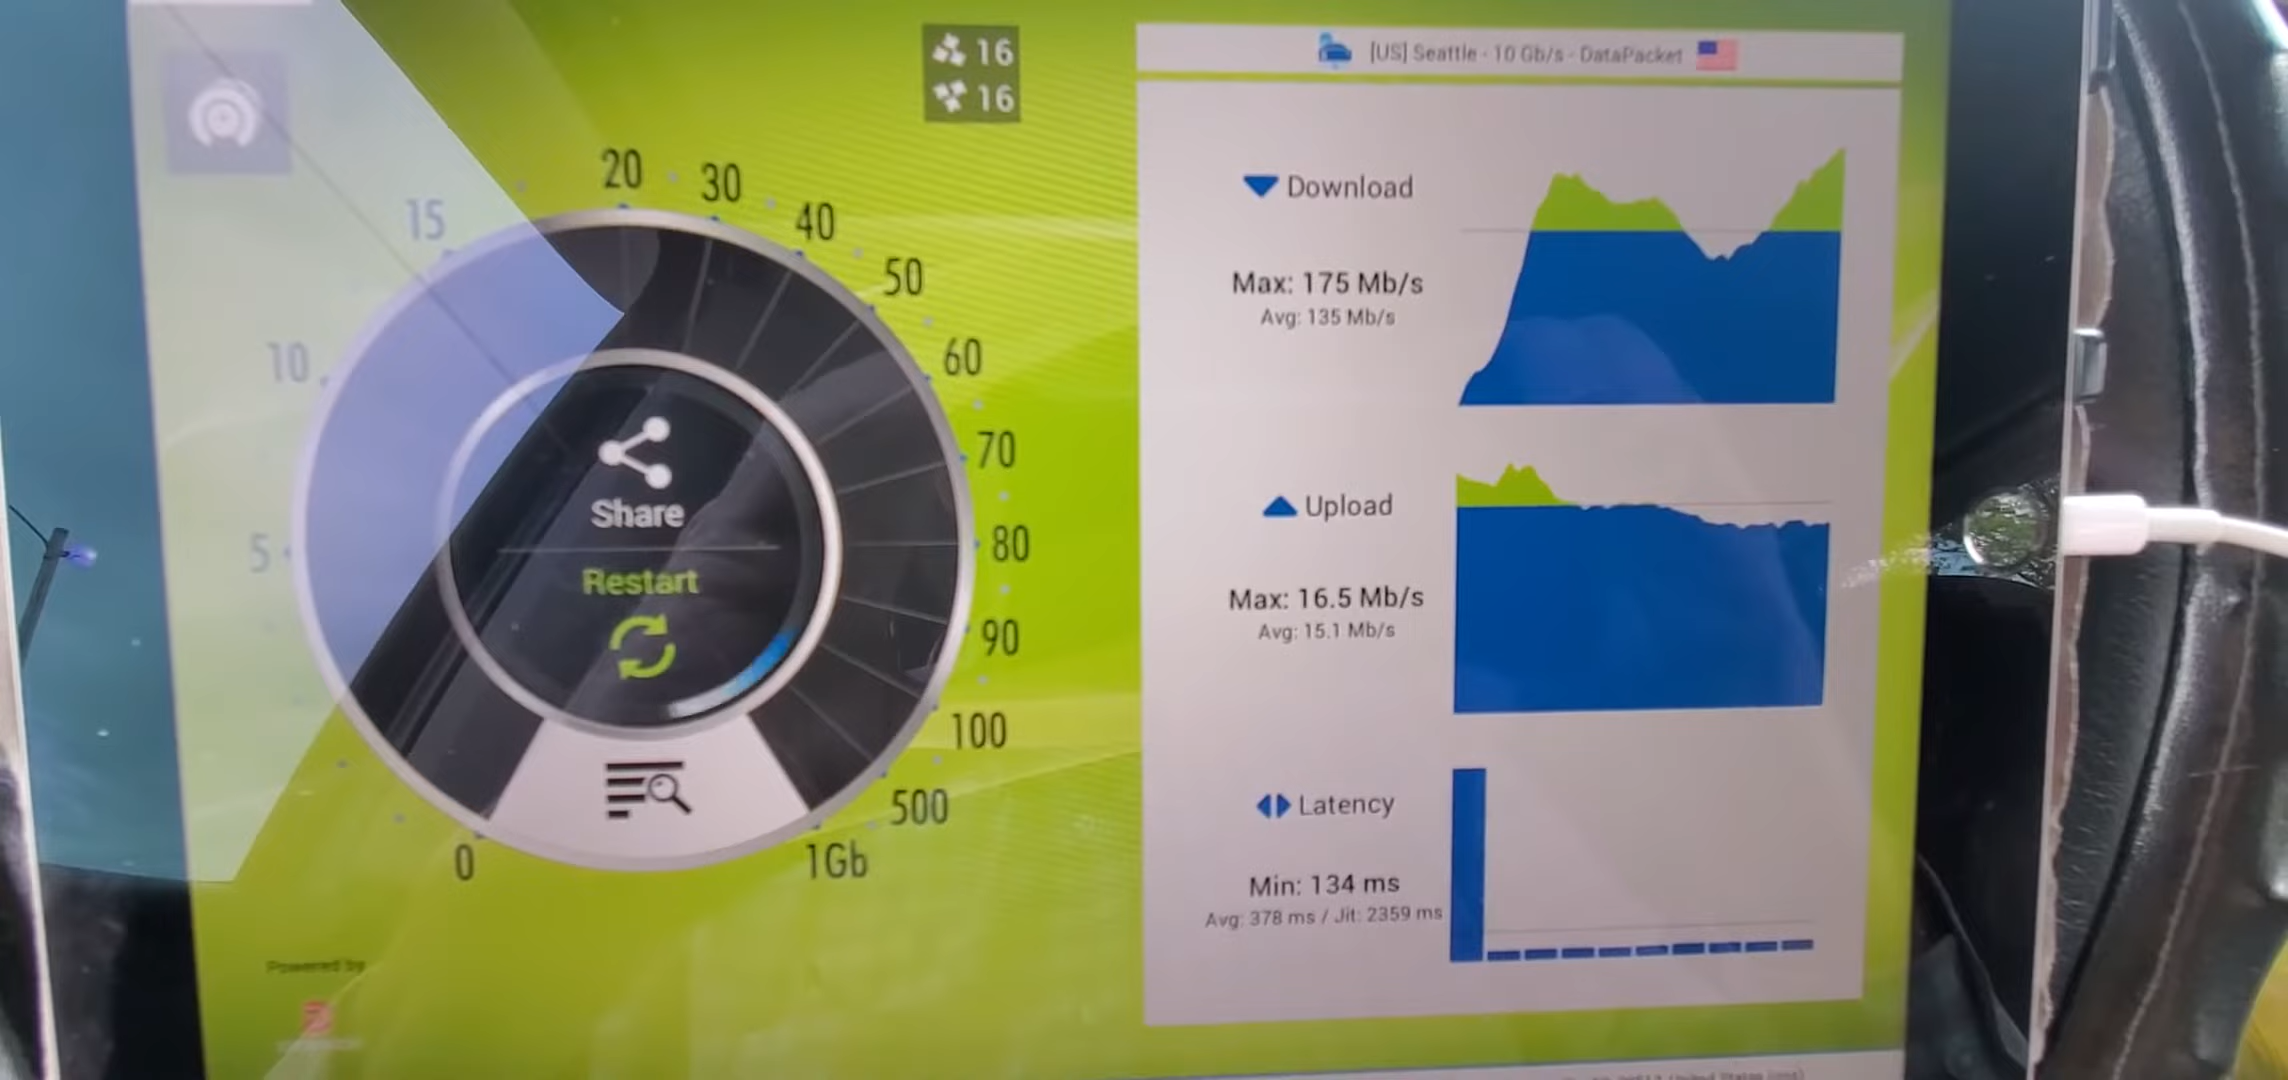 16
16
[US] Seattle - 10 Gb/s - DataPacket
20
30
15
40
50
10
60
70
5
80
90
100
500
0
1Gb
Share
Restart
Download
Max: 175 Mb/s
Avg: 135 Mb/s
Upload
Max: 16.5 Mb/s
Avg: 15.1 Mb/s
Latency
Min: 134 ms
Avg: 378 ms / Jit: 2359 ms
Powered by